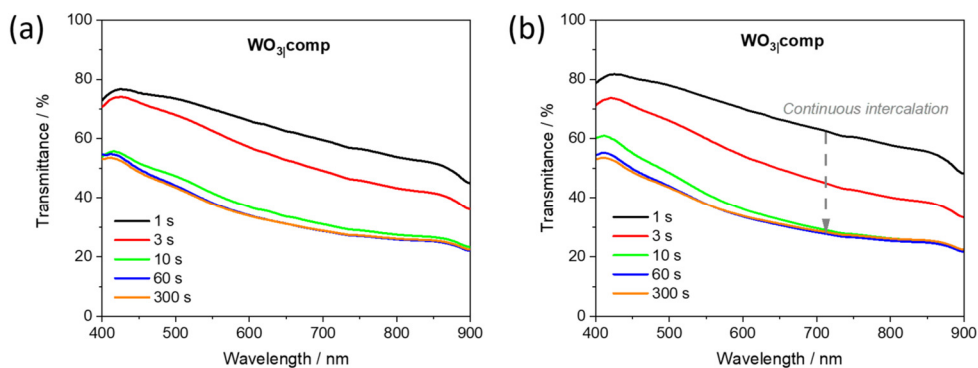 (a)
WO₃|comp
Transmittance / %
100
80
60
40
20
0
1 s
3 s
10 s
60 s
300 s
400 500 600 700 800 900
Wavelength / nm
(b)
WO₃|comp
Transmittance / %
100
80
60
40
20
0
Continuous intercalation
1 s
3 s
10 s
60 s
300 s
400 500 600 700 800 900
Wavelength / nm